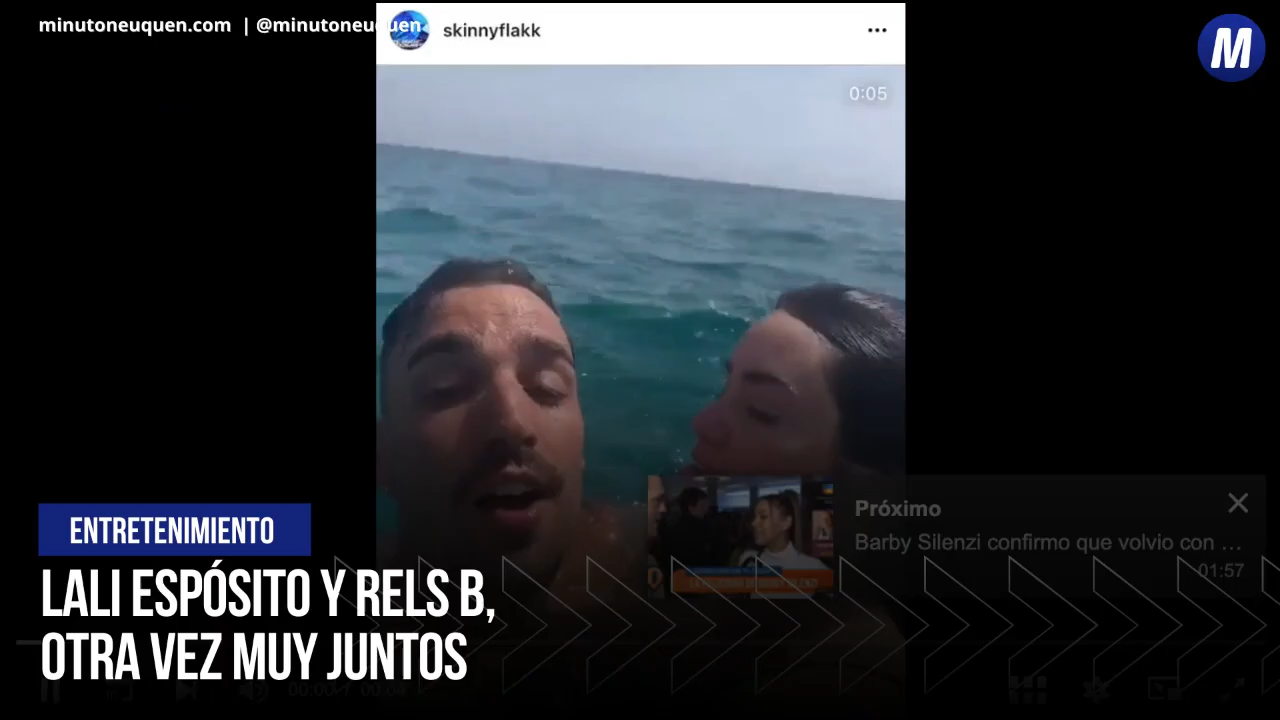 minutoneuquen.com | @minutoneuquen
skinnyflakk
M
0:05
Próximo
Barby Silenzi confirmo que volvio con ...
01:57
ENTRETENIMIENTO
LALI ESPÓSITO Y RELS B,
OTRA VEZ MUY JUNTOS